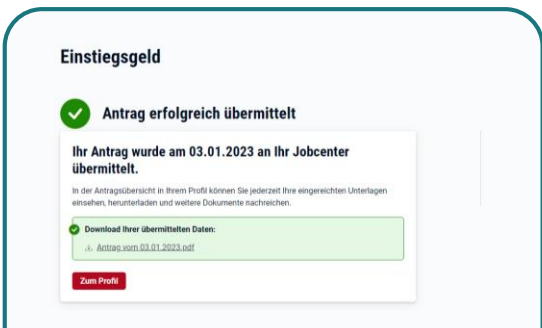 Einstiegsgeld
Antrag erfolgreich übermittelt
Ihr Antrag wurde am 03.01.2023 an Ihr Jobcenter
übermittelt.
In der Antragsübersicht in Ihrem Profil können Sie jederzeit Ihre eingereichten Unterlagen
einsehen, herunterladen und weitere Dokumente nachreichen.
Download Ihrer übermittelten Daten:
Antrag vom 03.01.2023.pdf
Zum Profil